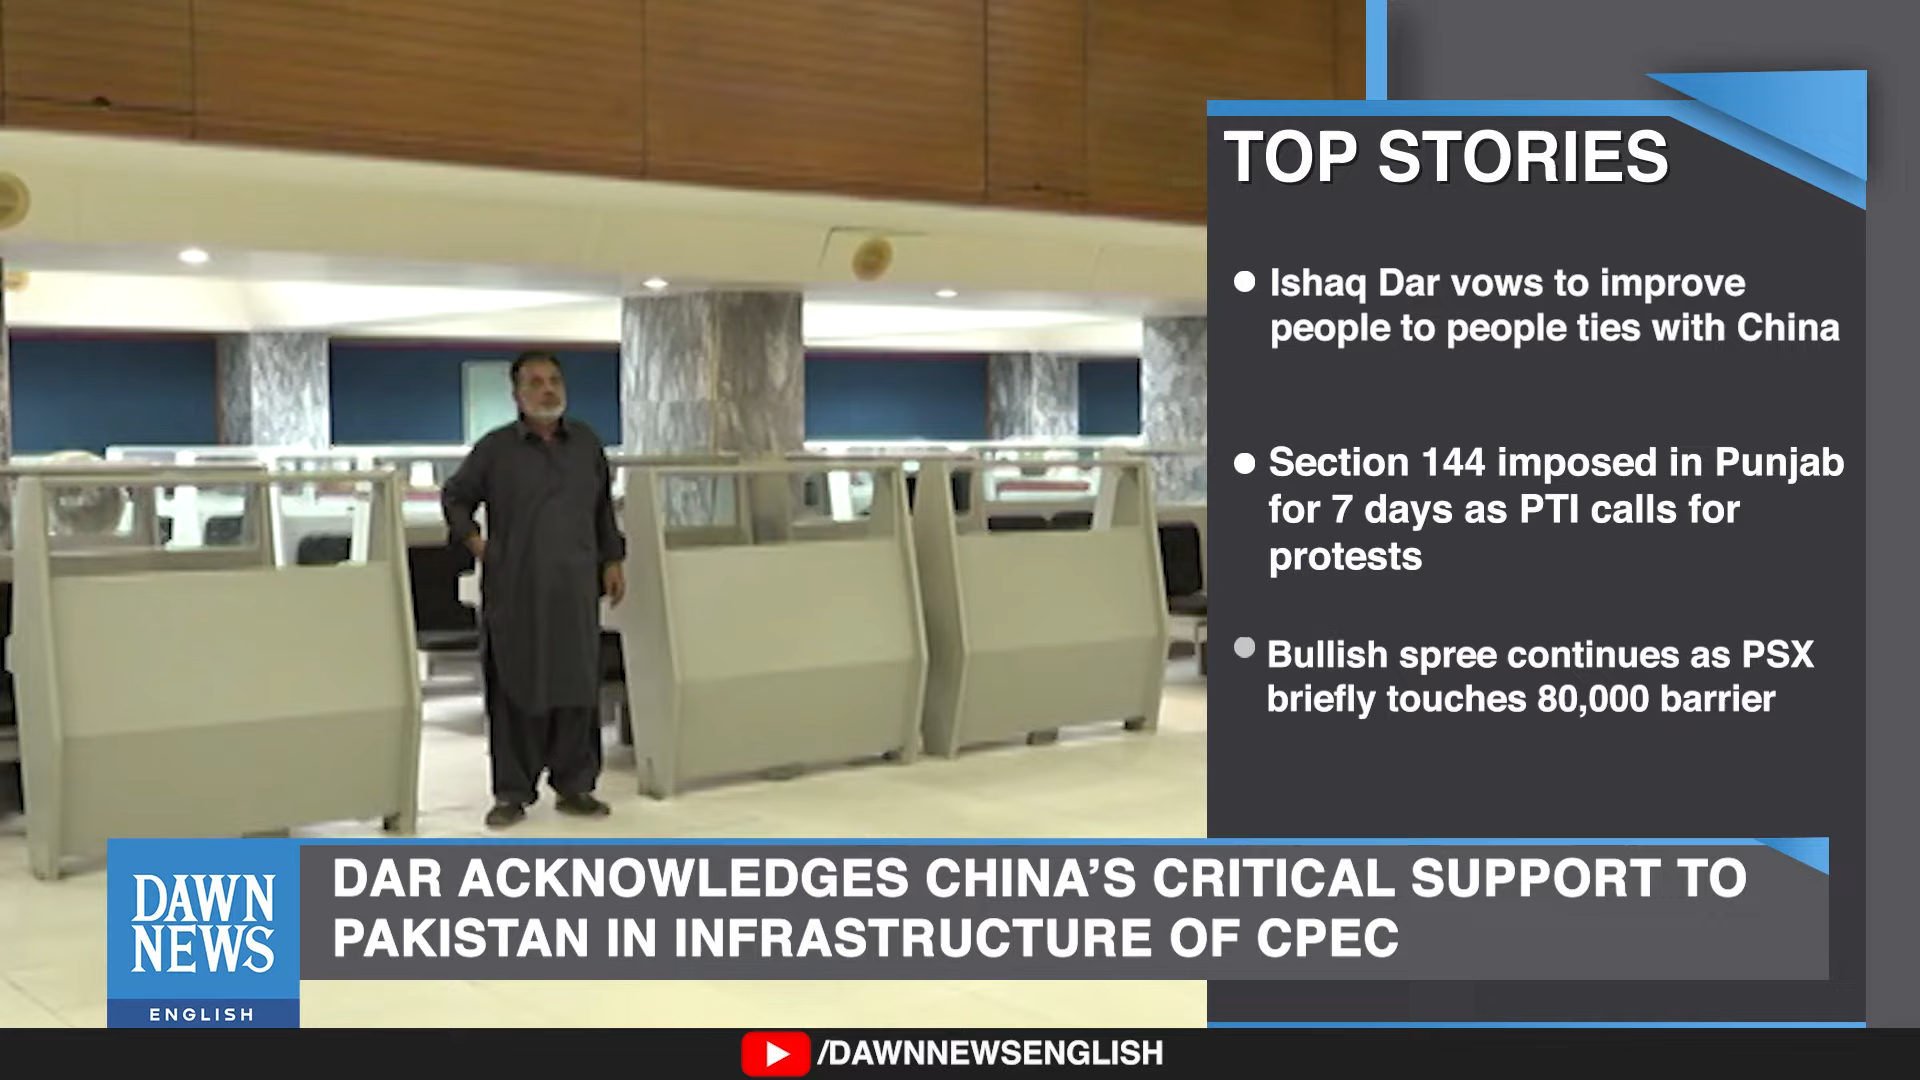 TOP STORIES
Ishaq Dar vows to improve
people to people ties with China
Section 144 imposed in Punjab
for 7 days as PTI calls for
protests
Bullish spree continues as PSX
briefly touches 80,000 barrier
DAWN
NEWS
ENGLISH
DAR ACKNOWLEDGES CHINA’S CRITICAL SUPPORT TO
PAKISTAN IN INFRASTRUCTURE OF CPEC
/DAWNNEWSENGLISH